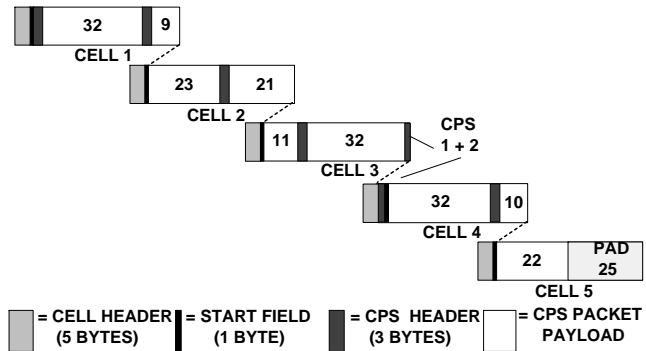 32 9
CELL 1
23 21
CELL 2
11 32
CELL 3
CPS
1 + 2
32 10
CELL 4
22 PAD
25
CELL 5
= CELL HEADER
(5 BYTES)
= START FIELD
(1 BYTE)
= CPS HEADER
(3 BYTES)
= CPS PACKET
PAYLOAD